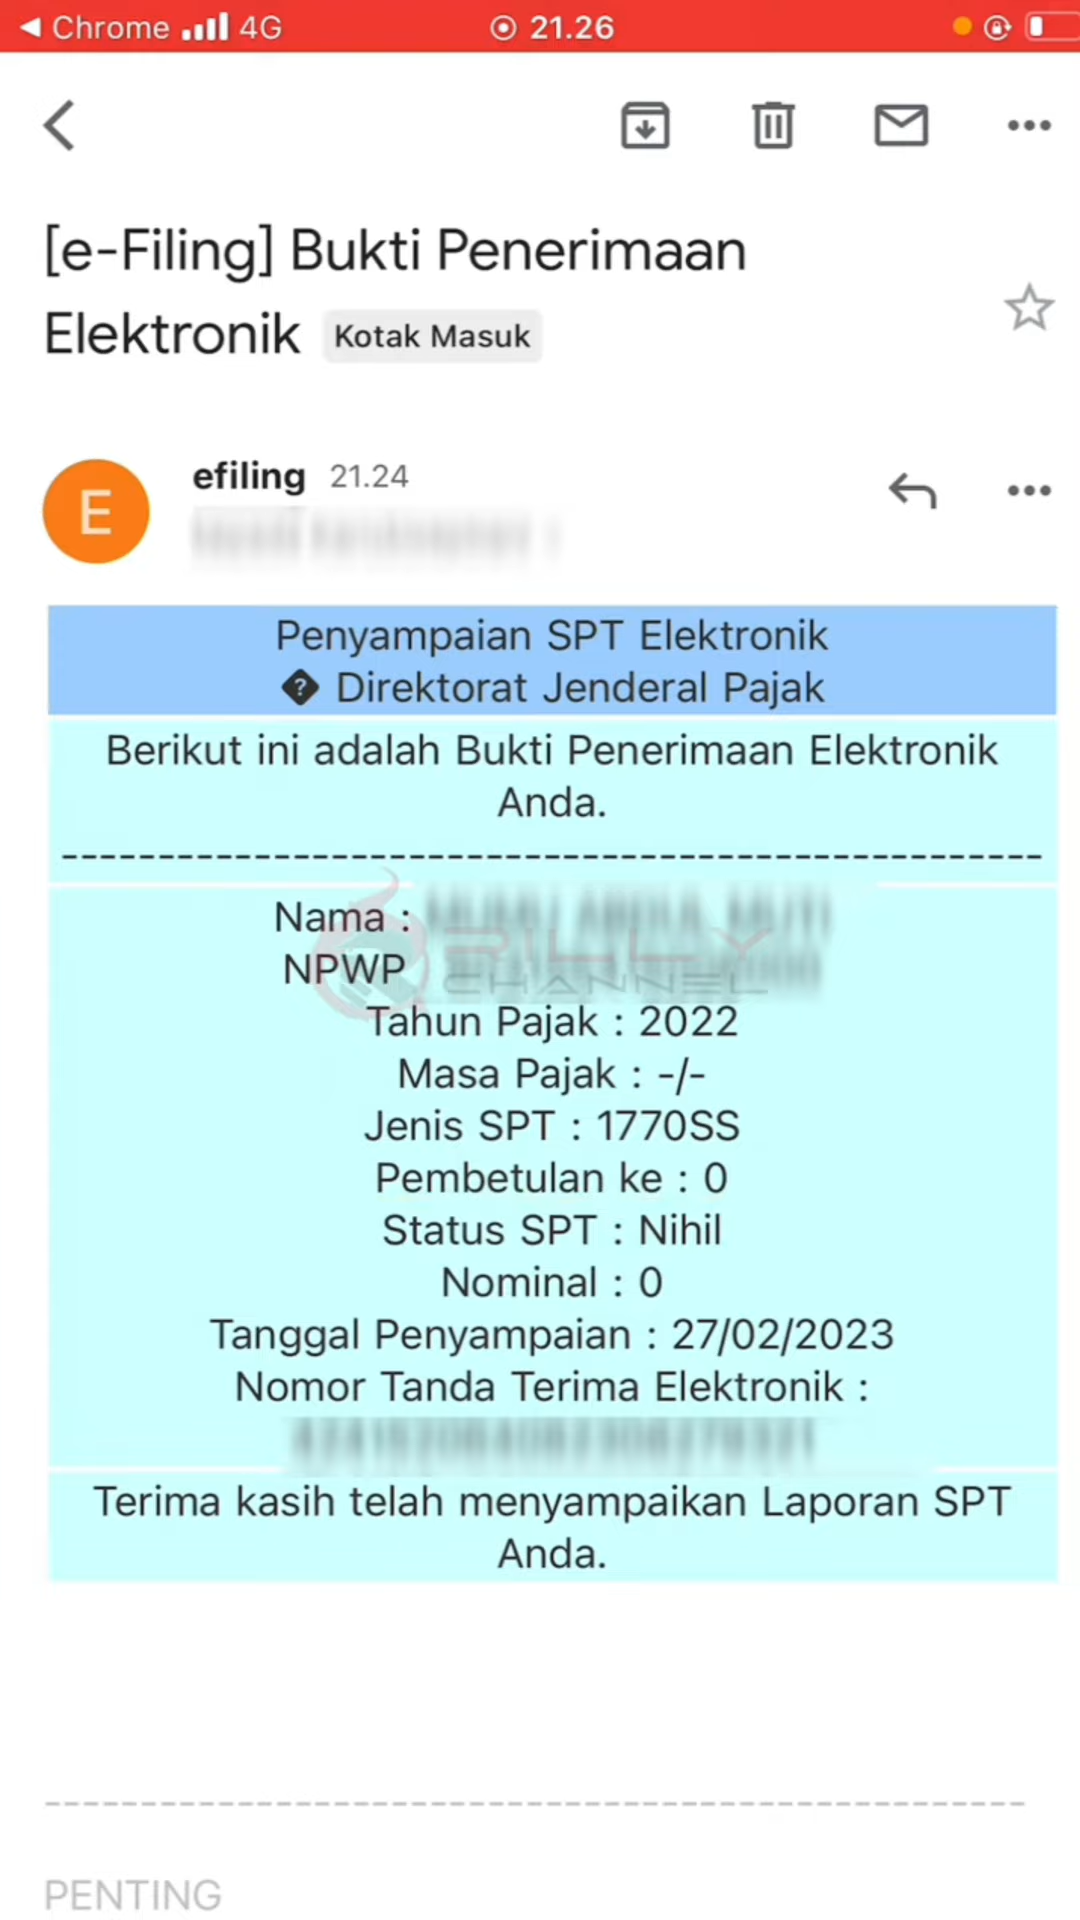 Chrome 4G 21.26
[e-Filing] Bukti Penerimaan
Elektronik Kotak Masuk
E
efiling 21.24
Penyampaian SPT Elektronik
� Direktorat Jenderal Pajak
Berikut ini adalah Bukti Penerimaan Elektronik
Anda.
--------------------------------------------------
Nama :
NPWP
RILLY
CHANNEL
Tahun Pajak : 2022
Masa Pajak : -/-
Jenis SPT : 1770SS
Pembetulan ke : 0
Status SPT : Nihil
Nominal : 0
Tanggal Penyampaian : 27/02/2023
Nomor Tanda Terima Elektronik :
Terima kasih telah menyampaikan Laporan SPT
Anda.
--------------------------------------------------
PENTING